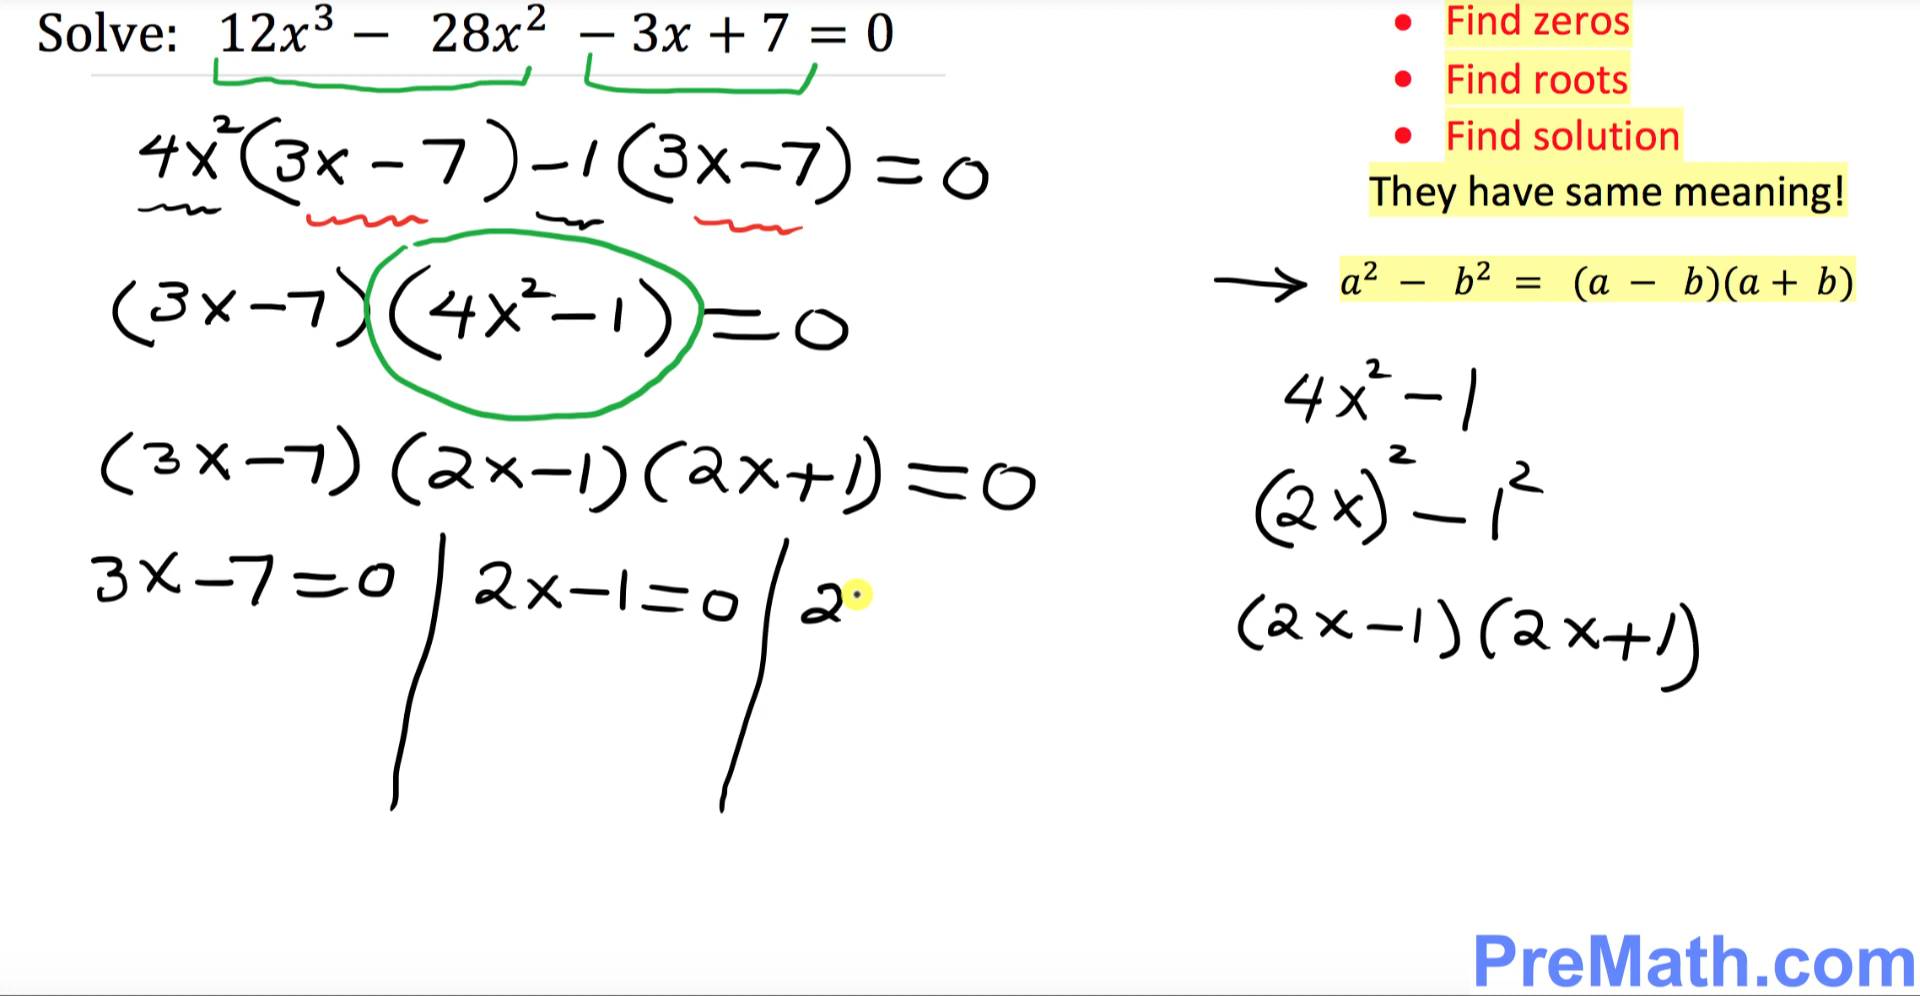 Solve: 12x³ − 28x² − 3x + 7 = 0
4x²(3x − 7) − 1(3x − 7) = 0
(3x − 7)(4x² − 1) = 0
(3x − 7)(2x − 1)(2x + 1) = 0
3x − 7 = 0 | 2x − 1 = 0 | 2
• Find zeros
• Find roots
• Find solution
They have same meaning!
→ a² − b² = (a − b)(a + b)
4x² − 1
(2x)² − 1²
(2x − 1)(2x + 1)
PreMath.com